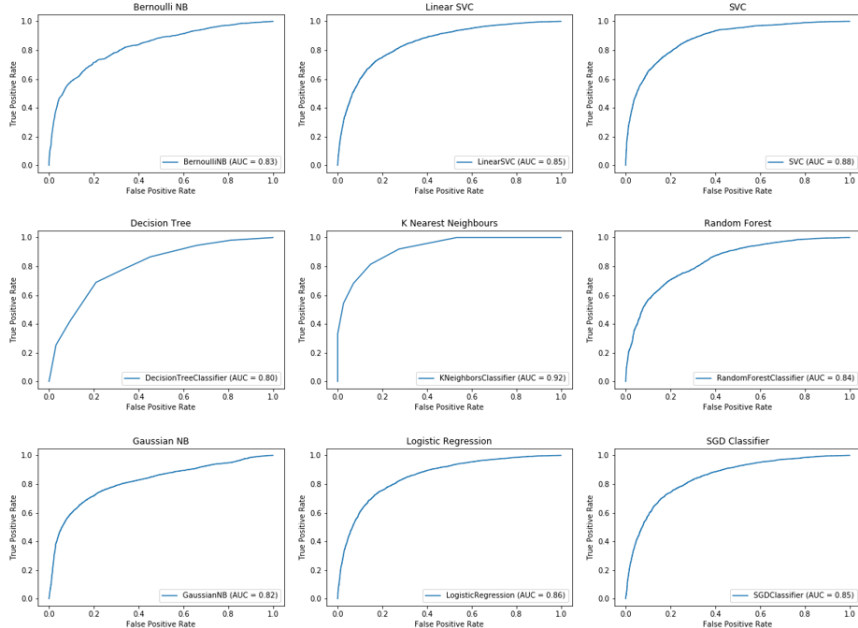 Bernoulli NB
1.0
0.8
0.6
0.4
0.2
0.0
True Positive Rate
BernoulliNB (AUC = 0.83)
0.0 0.2 0.4 0.6 0.8 1.0
False Positive Rate
Linear SVC
1.0
0.8
0.6
0.4
0.2
0.0
True Positive Rate
LinearSVC (AUC = 0.85)
0.0 0.2 0.4 0.6 0.8 1.0
False Positive Rate
SVC
1.0
0.8
0.6
0.4
0.2
0.0
True Positive Rate
SVC (AUC = 0.88)
0.0 0.2 0.4 0.6 0.8 1.0
False Positive Rate
Decision Tree
1.0
0.8
0.6
0.4
0.2
0.0
True Positive Rate
DecisionTreeClassifier (AUC = 0.80)
0.0 0.2 0.4 0.6 0.8 1.0
False Positive Rate
K Nearest Neighbours
1.0
0.8
0.6
0.4
0.2
0.0
True Positive Rate
KNeighborsClassifier (AUC = 0.92)
0.0 0.2 0.4 0.6 0.8 1.0
False Positive Rate
Random Forest
1.0
0.8
0.6
0.4
0.2
0.0
True Positive Rate
RandomForestClassifier (AUC = 0.84)
0.0 0.2 0.4 0.6 0.8 1.0
False Positive Rate
Gaussian NB
1.0
0.8
0.6
0.4
0.2
0.0
True Positive Rate
GaussianNB (AUC = 0.82)
0.0 0.2 0.4 0.6 0.8 1.0
False Positive Rate
Logistic Regression
1.0
0.8
0.6
0.4
0.2
0.0
True Positive Rate
LogisticRegression (AUC = 0.86)
0.0 0.2 0.4 0.6 0.8 1.0
False Positive Rate
SGD Classifier
1.0
0.8
0.6
0.4
0.2
0.0
True Positive Rate
SGDClassifier (AUC = 0.85)
0.0 0.2 0.4 0.6 0.8 1.0
False Positive Rate